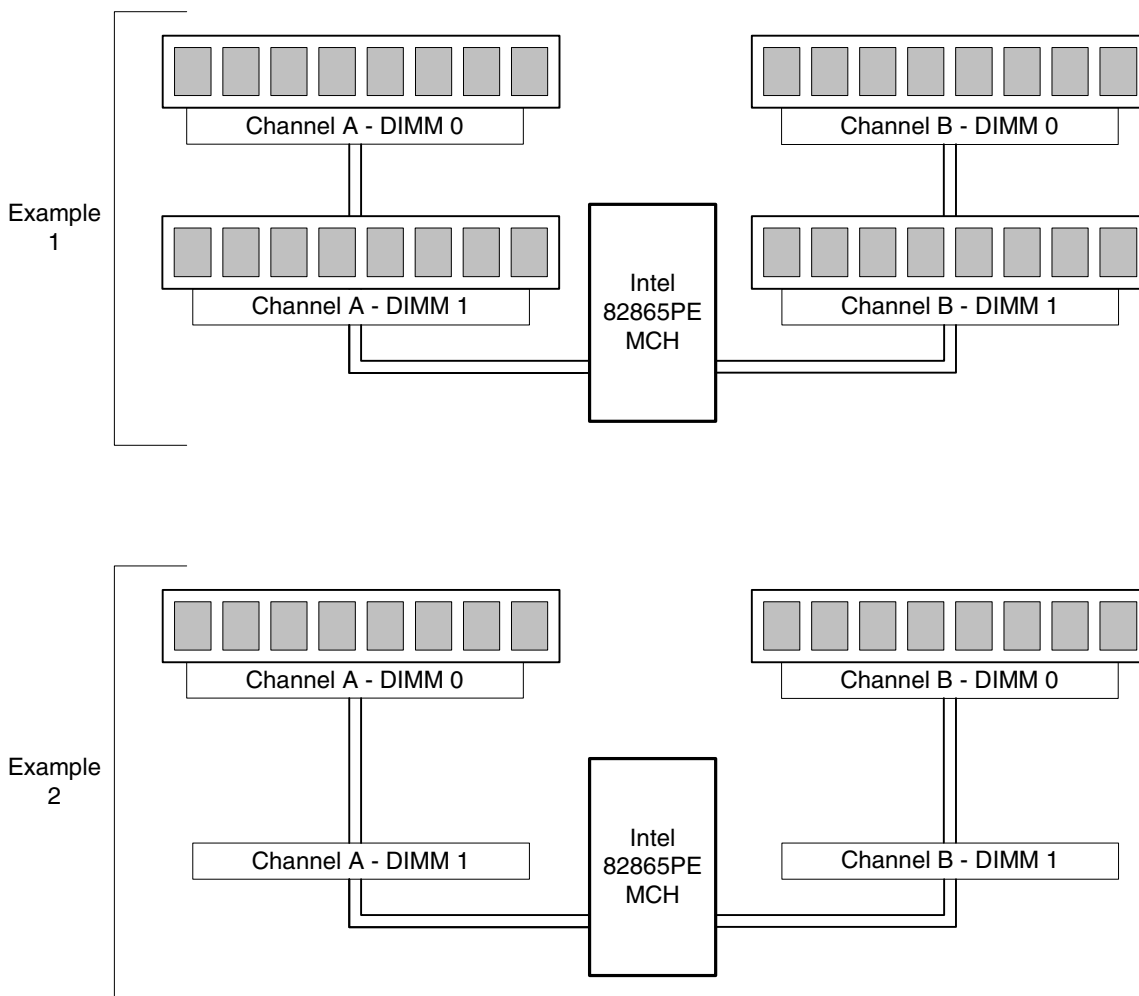 Channel A - DIMM 0
Channel B - DIMM 0
Example
1
Channel A - DIMM 1
Intel
82865PE
MCH
Channel B - DIMM 1
Channel A - DIMM 0
Channel B - DIMM 0
Example
2
Channel A - DIMM 1
Intel
82865PE
MCH
Channel B - DIMM 1